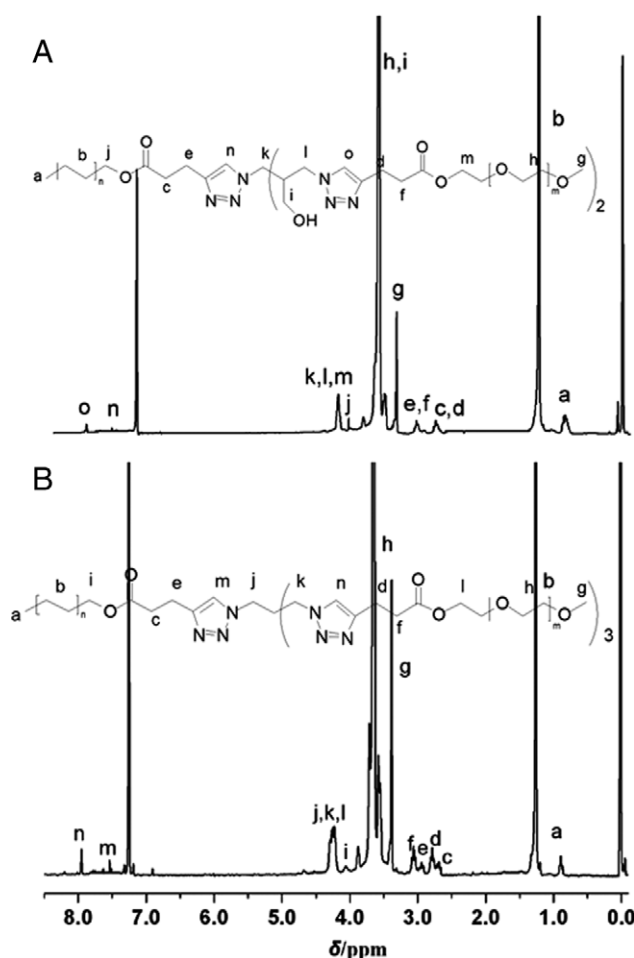 A
h,i
b
O
b j e n k l o d m h g
a n O c i f O O O m 2
N N
N=N N=N
OH
g
k,l,m
j
e,f
c,d
a
o
n
B
h
b
O
b i e m j k n d l h g
a n O c f O O O m 3
N N
N=N N=N
g
j,k,l
i
f
e
d
c
a
n
m
8.0 7.0 6.0 5.0 4.0 3.0 2.0 1.0 0.0
δ/ppm